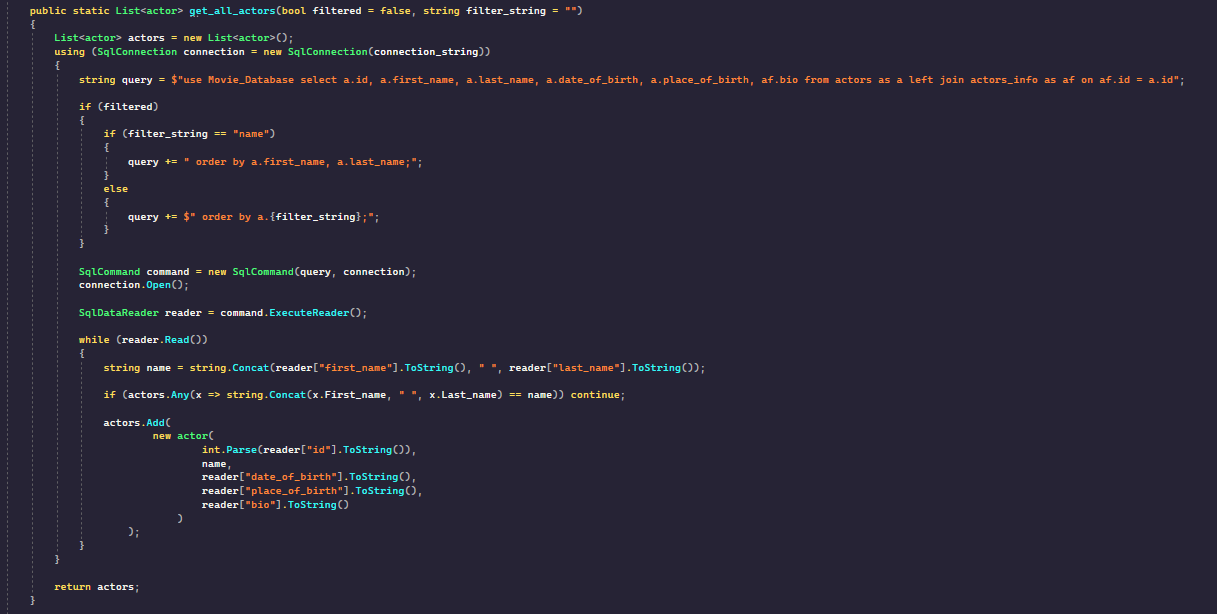 public static List<actor> get_all_actors(bool filtered = false, string filter_string = "")
{
List<actor> actors = new List<actor>();
using (SqlConnection connection = new SqlConnection(connection_string))
{
string query = $"use Movie_Database select a.id, a.first_name, a.last_name, a.date_of_birth, a.place_of_birth, af.bio from actors as a left join actors_info as af on af.id = a.id";
if (filtered)
{
if (filter_string == "name")
{
query += " order by a.first_name, a.last_name;";
}
else
{
query += $" order by a.{filter_string};";
}
}
SqlCommand command = new SqlCommand(query, connection);
connection.Open();
SqlDataReader reader = command.ExecuteReader();
while (reader.Read())
{
string name = string.Concat(reader["first_name"].ToString(), " ", reader["last_name"].ToString());
if (actors.Any(x => string.Concat(x.First_name, " ", x.Last_name) == name)) continue;
actors.Add(
new actor(
int.Parse(reader["id"].ToString()),
name,
reader["date_of_birth"].ToString(),
reader["place_of_birth"].ToString(),
reader["bio"].ToString()
)
);
}
}
return actors;
}